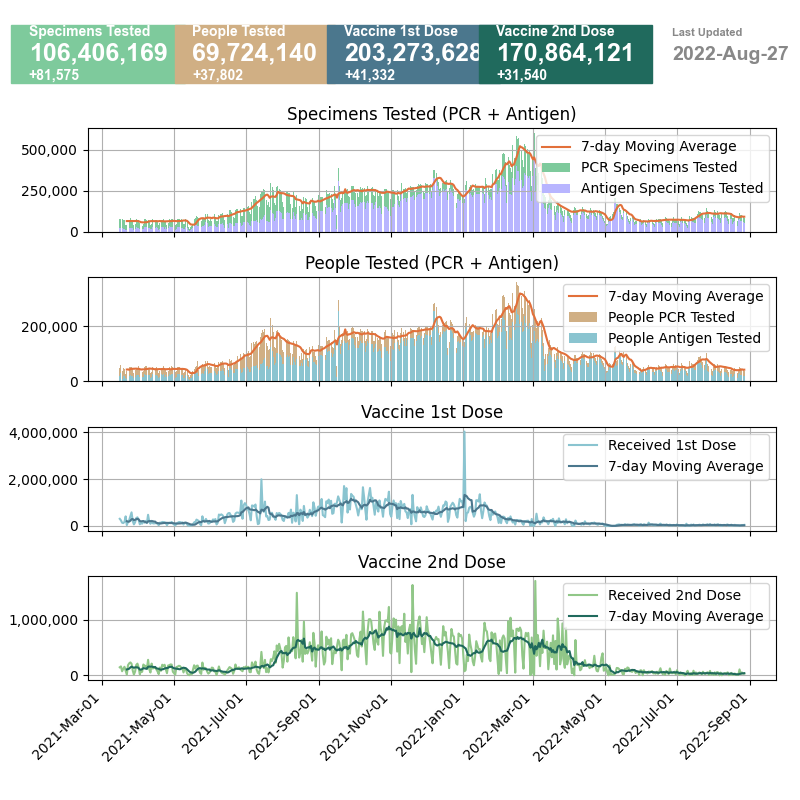 Specimens Tested
106,406,169
+81,575
People Tested
69,724,140
+37,802
Vaccine 1st Dose
203,273,628
+41,332
Vaccine 2nd Dose
170,864,121
+31,540
Last Updated
2022-Aug-27
Specimens Tested (PCR + Antigen)
500,000
250,000
0
7-day Moving Average
PCR Specimens Tested
Antigen Specimens Tested
People Tested (PCR + Antigen)
200,000
0
7-day Moving Average
People PCR Tested
People Antigen Tested
Vaccine 1st Dose
4,000,000
2,000,000
0
Received 1st Dose
7-day Moving Average
Vaccine 2nd Dose
1,000,000
0
Received 2nd Dose
7-day Moving Average
2021-Mar-01
2021-May-01
2021-Jul-01
2021-Sep-01
2021-Nov-01
2022-Jan-01
2022-Mar-01
2022-May-01
2022-Jul-01
2022-Sep-01